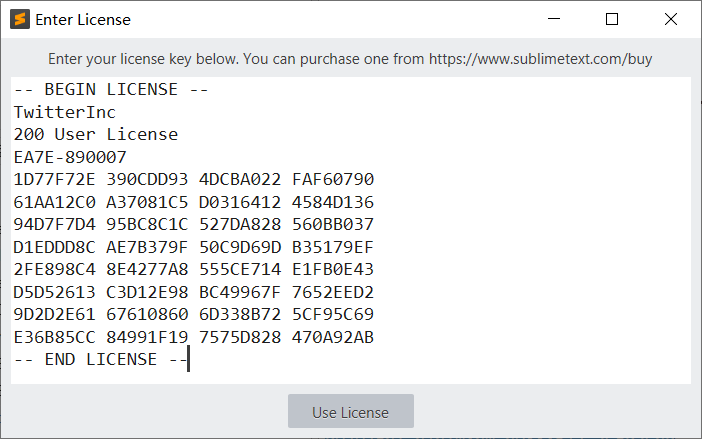 Enter License
Enter your license key below. You can purchase one from https://www.sublimetext.com/buy
-- BEGIN LICENSE --
TwitterInc
200 User License
EA7E-890007
1D77F72E 390CDD93 4DCBA022 FAF60790
61AA12C0 A37081C5 D0316412 4584D136
94D7F7D4 95BC8C1C 527DA828 560BB037
D1EDDD8C AE7B379F 50C9D69D B35179EF
2FE898C4 8E4277A8 555CE714 E1FB0E43
D5D52613 C3D12E98 BC49967F 7652EED2
9D2D2E61 67610860 6D338B72 5CF95C69
E36B85CC 84991F19 7575D828 470A92AB
-- END LICENSE --
Use License